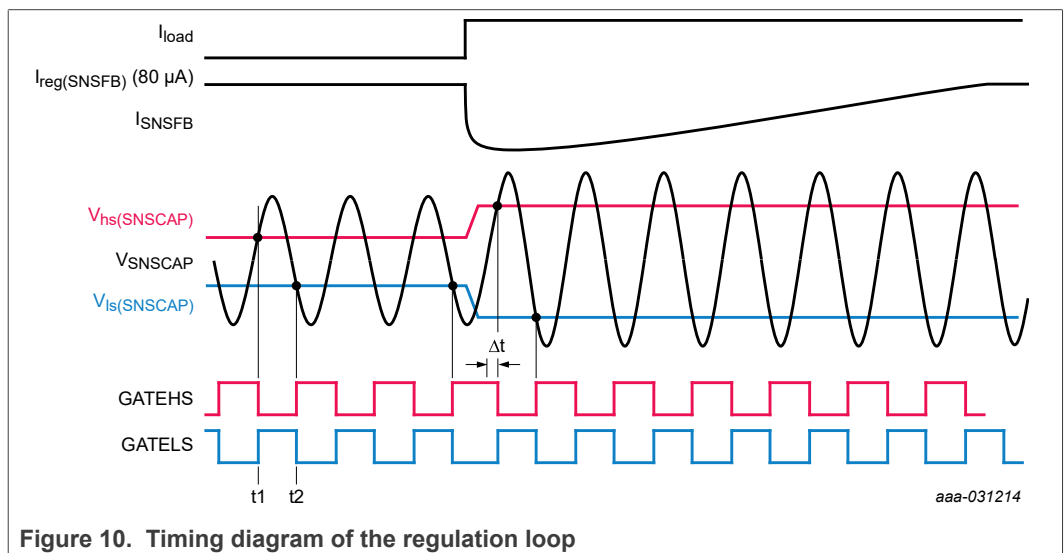 Iload
Ireg(SNSFB) (80 µA)
ISNSFB
Vhs(SNSCAP)
VSNSCAP
Vls(SNSCAP)
Δt
GATEHS
GATELS
t1 t2
aaa-031214
Figure 10. Timing diagram of the regulation loop